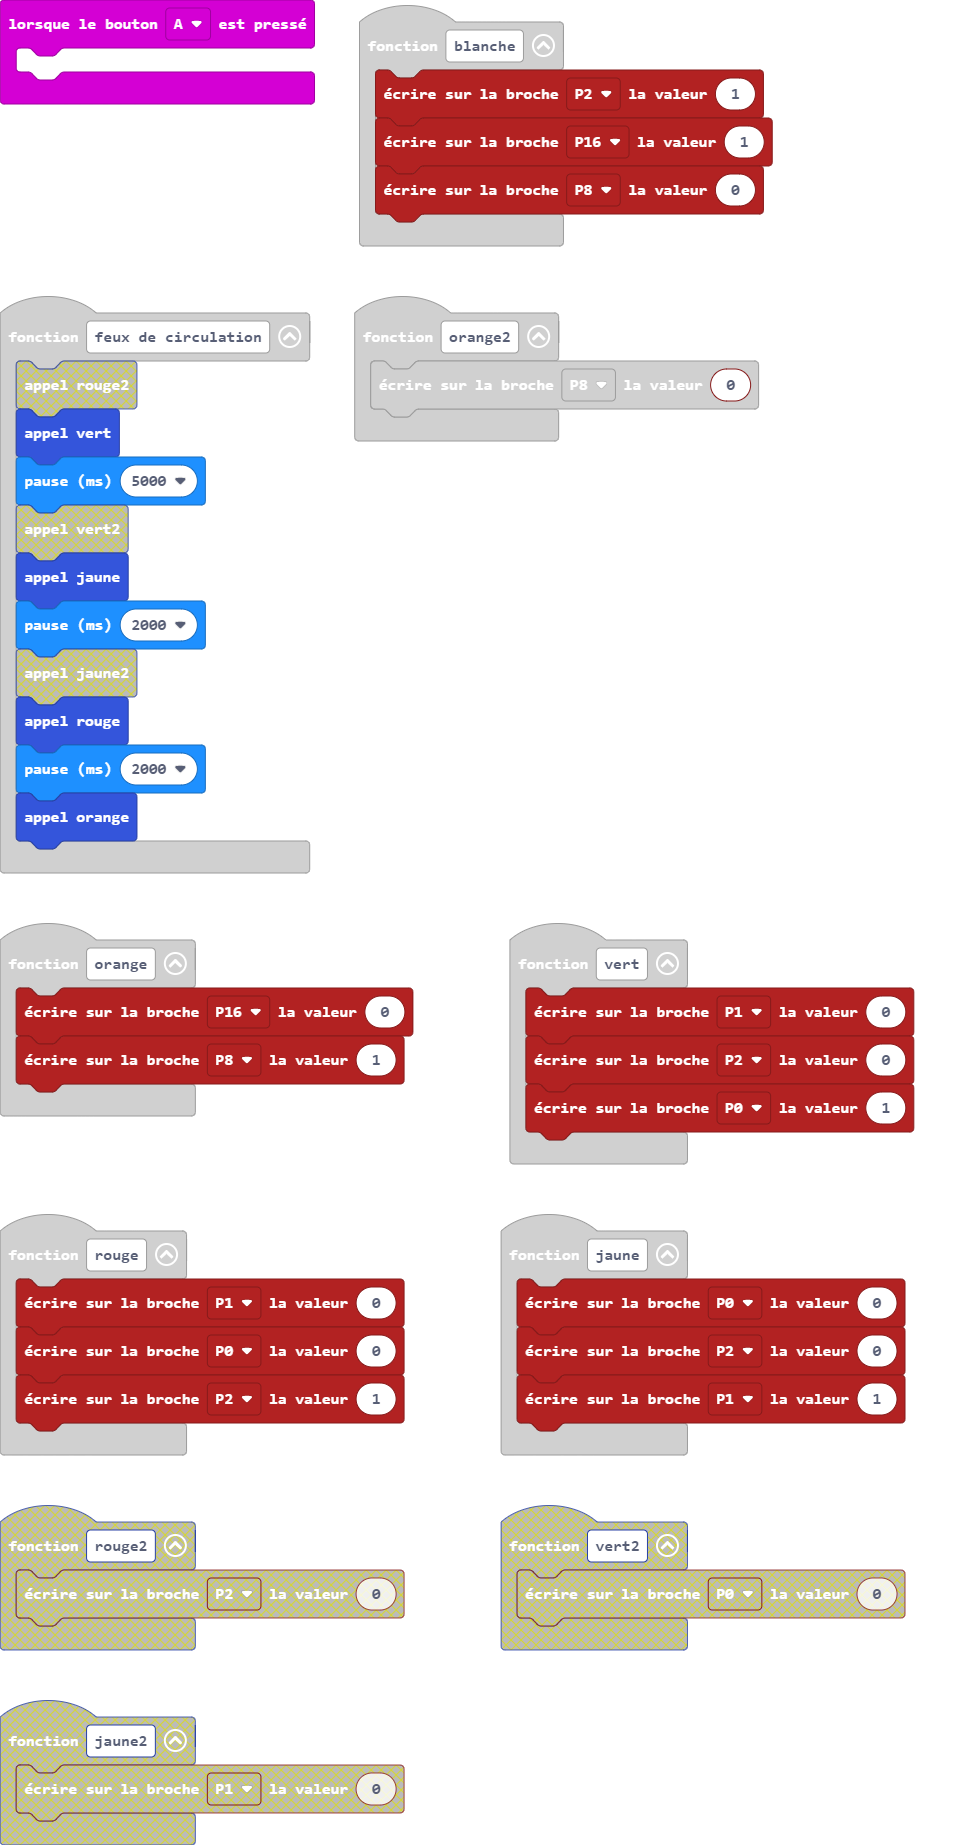 lorsque le bouton A est pressé
fonction blanche
écrire sur la broche P2 la valeur 1
écrire sur la broche P16 la valeur 1
écrire sur la broche P8 la valeur 0
fonction feux de circulation
appel rouge2
appel vert
pause (ms) 5000
appel vert2
appel jaune
pause (ms) 2000
appel jaune2
appel rouge
pause (ms) 2000
appel orange
fonction orange2
écrire sur la broche P8 la valeur 0
fonction orange
écrire sur la broche P16 la valeur 0
écrire sur la broche P8 la valeur 1
fonction vert
écrire sur la broche P1 la valeur 0
écrire sur la broche P2 la valeur 0
écrire sur la broche P0 la valeur 1
fonction rouge
écrire sur la broche P1 la valeur 0
écrire sur la broche P0 la valeur 0
écrire sur la broche P2 la valeur 1
fonction jaune
écrire sur la broche P0 la valeur 0
écrire sur la broche P2 la valeur 0
écrire sur la broche P1 la valeur 1
fonction rouge2
écrire sur la broche P2 la valeur 0
fonction vert2
écrire sur la broche P0 la valeur 0
fonction jaune2
écrire sur la broche P1 la valeur 0